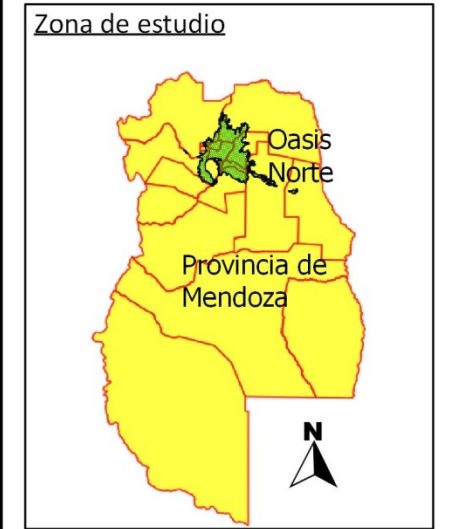 Zona de estudio
Oasis
Norte
Provincia de
Mendoza
N